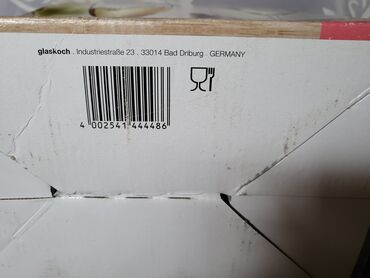 glaskoch . Industriestraße 23 . 33014 Bad Driburg . GERMANY
4 002541 444486